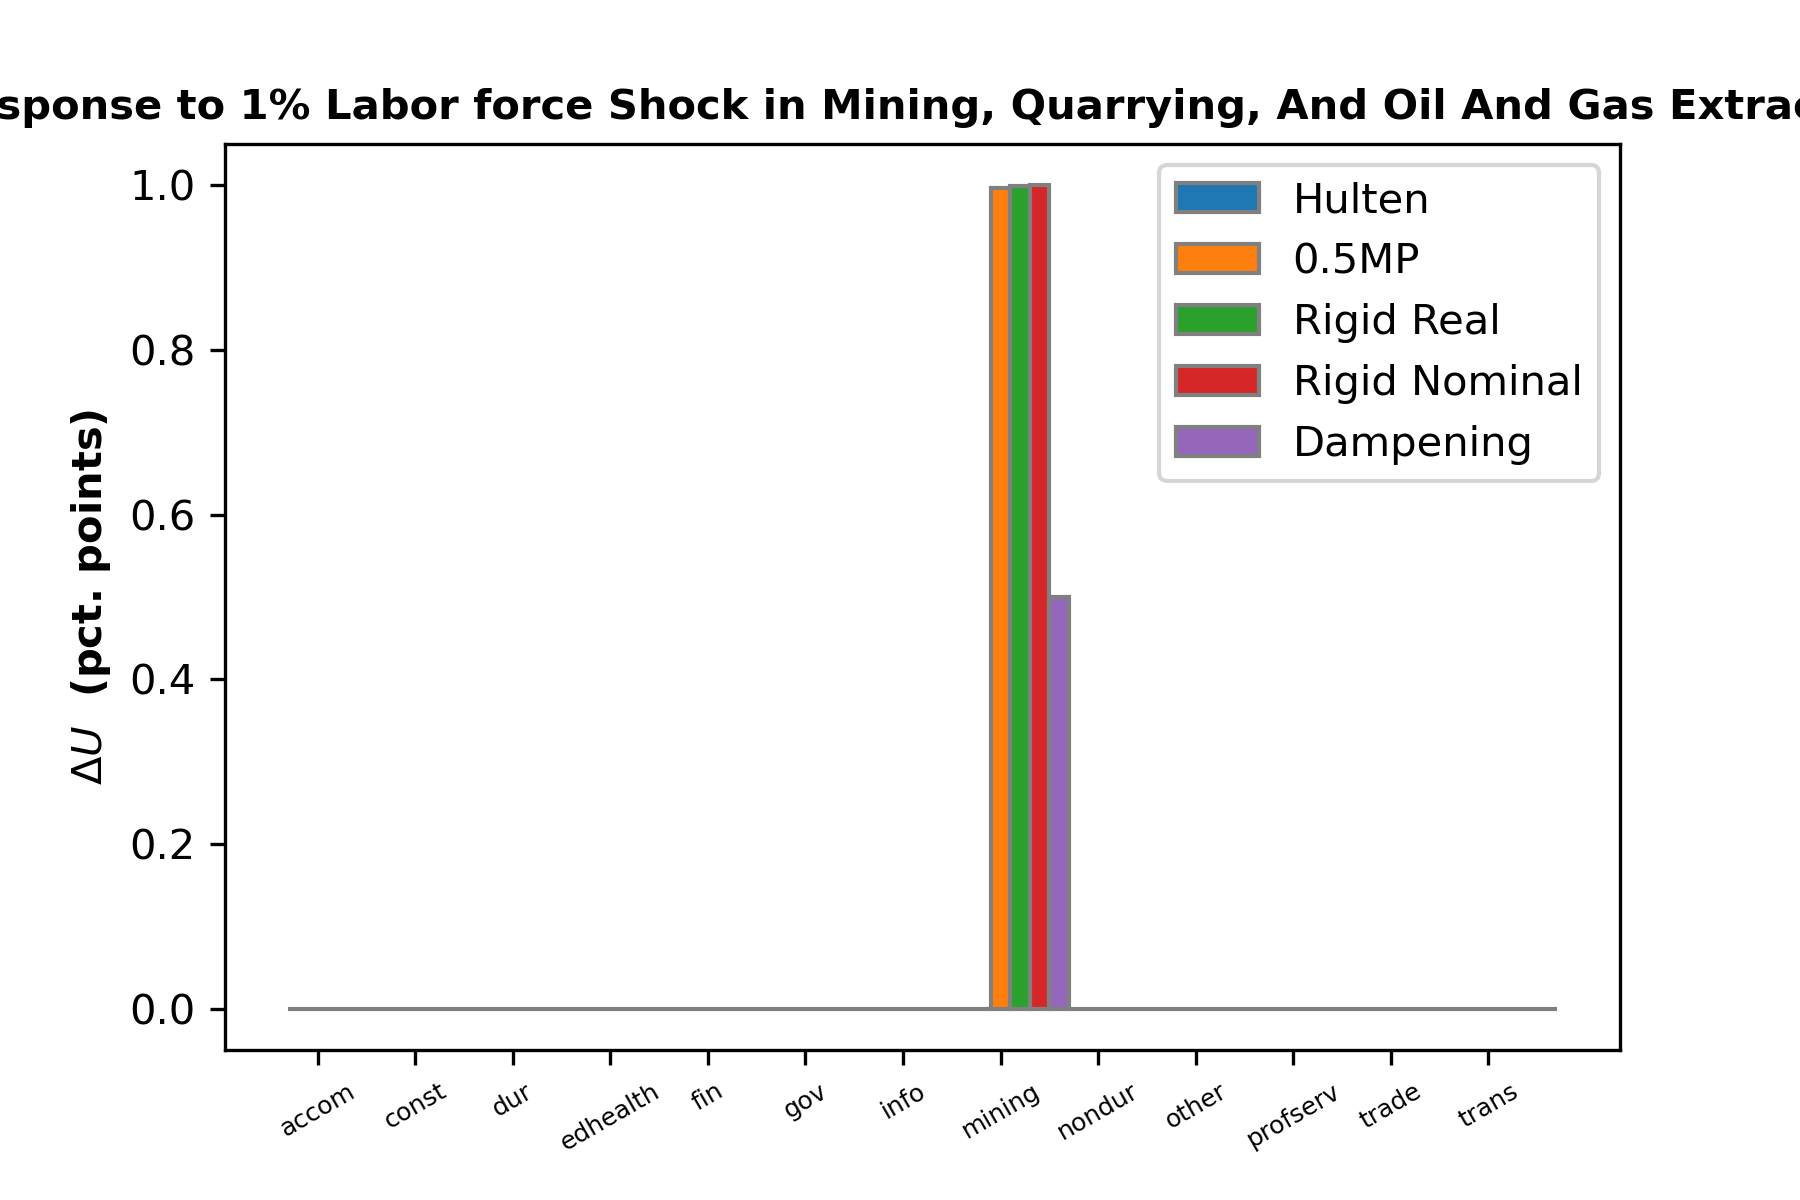 sponse to 1% Labor force Shock in Mining, Quarrying, And Oil And Gas Extrac
Hulten
0.5MP
Rigid Real
Rigid Nominal
Dampening
ΔU (pct. points)
1.0
0.8
0.6
0.4
0.2
0.0
accom
const
dur
edhealth
fin
gov
info
mining
nondur
other
profserv
trade
trans